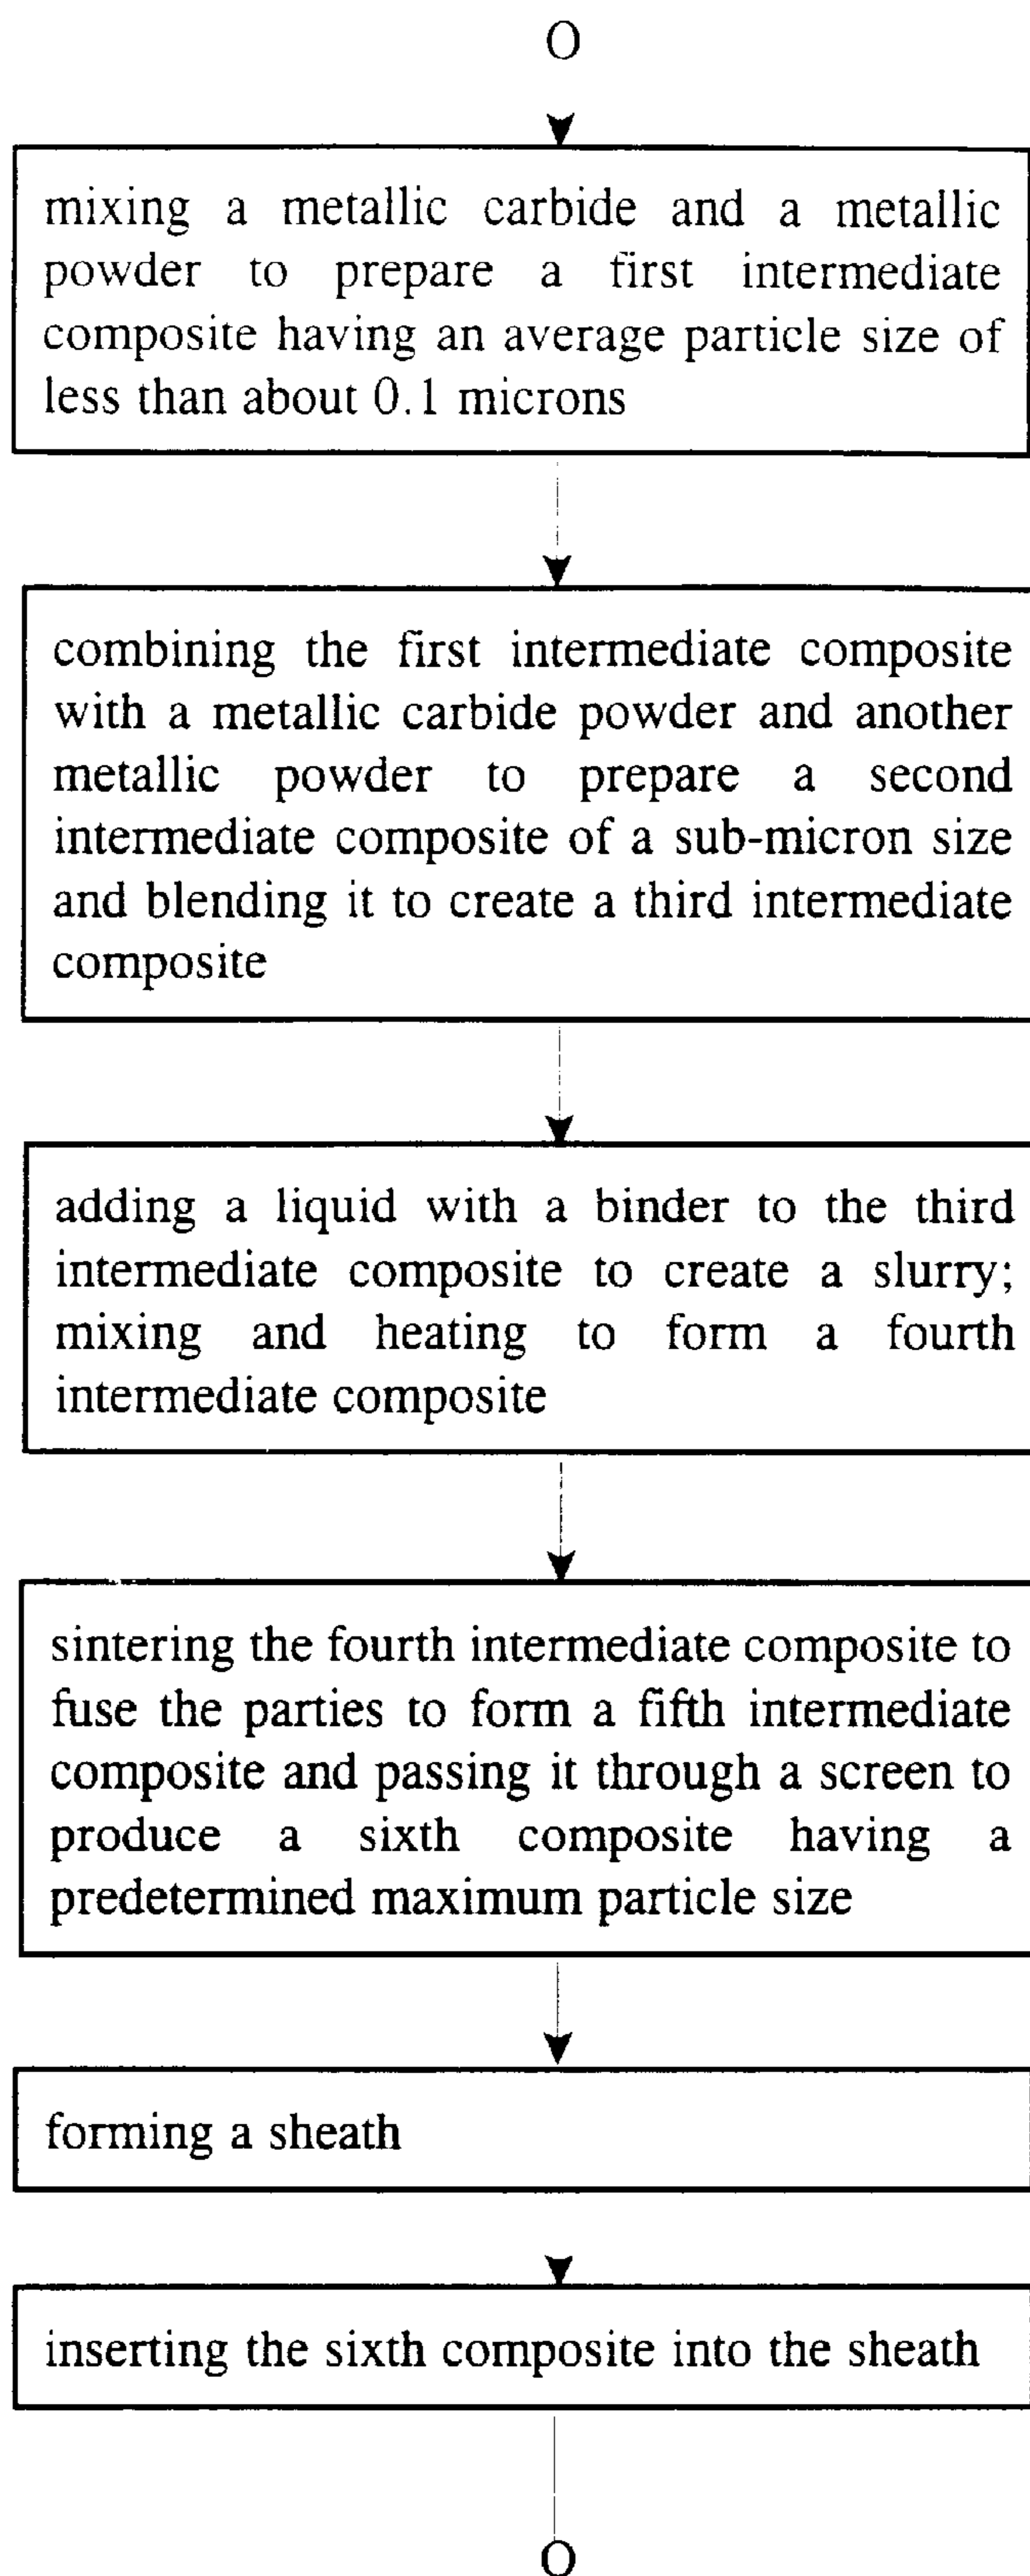 O
mixing a metallic carbide and a metallic
powder to prepare a first intermediate
composite having an average particle size of
less than about 0.1 microns
combining the first intermediate composite
with a metallic carbide powder and another
metallic powder to prepare a second
intermediate composite of a sub-micron size
and blending it to create a third intermediate
composite
adding a liquid with a binder to the third
intermediate composite to create a slurry;
mixing and heating to form a fourth
intermediate composite
sintering the fourth intermediate composite to
fuse the parties to form a fifth intermediate
composite and passing it through a screen to
produce a sixth composite having a
predetermined maximum particle size
forming a sheath
inserting the sixth composite into the sheath
O